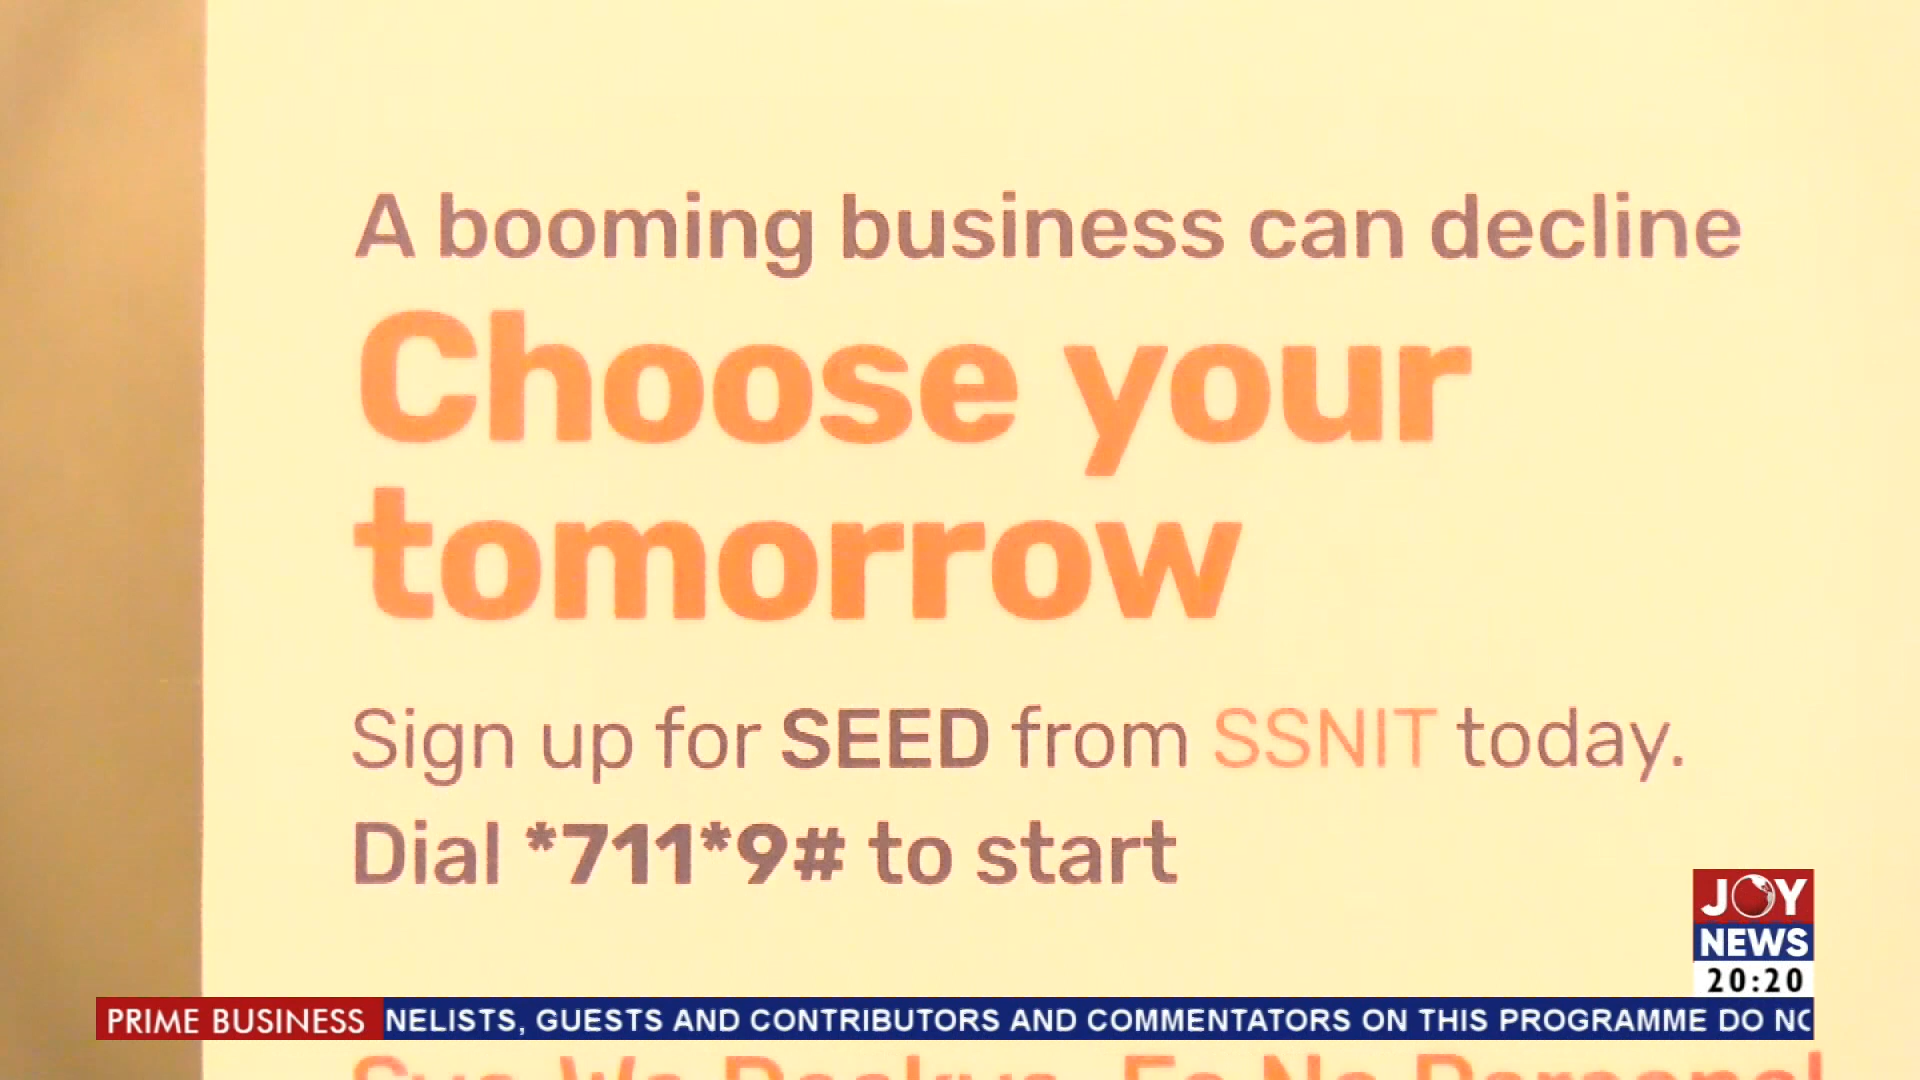 A booming business can decline
Choose your
tomorrow
Sign up for SEED from SSNIT today.
Dial *711*9# to start
JOY
NEWS
20:20
PRIME BUSINESS
NELISTS, GUESTS AND CONTRIBUTORS AND COMMENTATORS ON THIS PROGRAMME DO